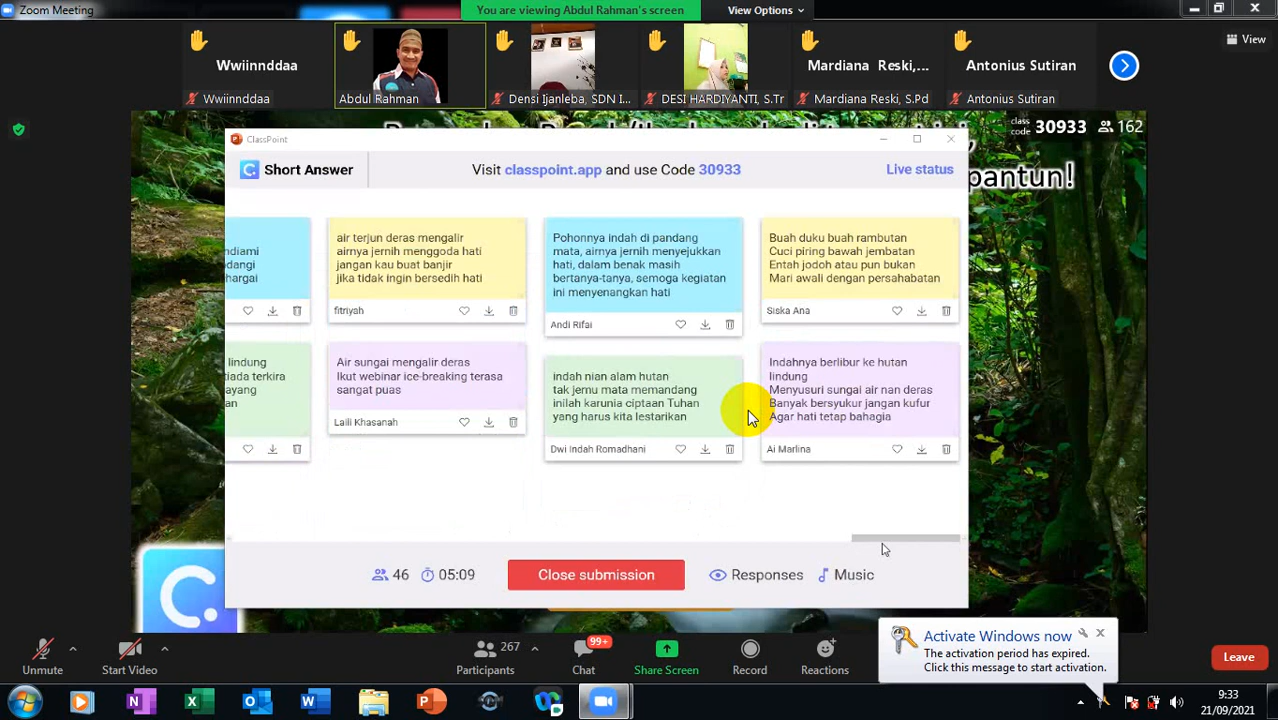 Zoom Meeting
You are viewing Abdul Rahman's screen
View Options
Wwiinnddaa
Mardiana Reski,...
Antonius Sutiran
View
Wwiinnddaa
Abdul Rahman
Densi Ijanleba, SDN I...
DESI HARDIYANTI, S.Tr
Mardiana Reski, S.Pd
Antonius Sutiran
class code 30933
162
pantun!
ClassPoint
Short Answer
Visit classpoint.app and use Code 30933
Live status
ndiami
ndangi
hargai
air terjun deras mengalir
airnya jernih menggoda hati
jangan kau buat banjir
jika tidak ingin bersedih hati
fitriyah
Pohonnya indah di pandang
mata, airnya jernih menyejukkan
hati, dalam benak masih
bertanya-tanya, semoga kegiatan
ini menyenangkan hati
Andi Rifai
Buah duku buah rambutan
Cuci piring bawah jembatan
Entah jodoh atau pun bukan
Mari awali dengan persahabatan
Siska Ana
lindung
tiada terkira
ayang
an
Air sungai mengalir deras
Ikut webinar ice-breaking terasa
sangat puas
Laili Khasanah
indah nian alam hutan
tak jemu mata memandang
inilah karunia ciptaan Tuhan
yang harus kita lestarikan
Dwi Indah Romadhani
Indahnya berlibur ke hutan
lindung
Menyusuri sungai air nan deras
Banyak bersyukur jangan kufur
Agar hati tetap bahagia
Ai Marlina
46
05:09
Close submission
Responses
Music
Activate Windows now
The activation period has expired.
Click this message to start activation.
Unmute
Start Video
267
Participants
99+
Chat
Share Screen
Record
Reactions
Leave
9:33
21/09/2021